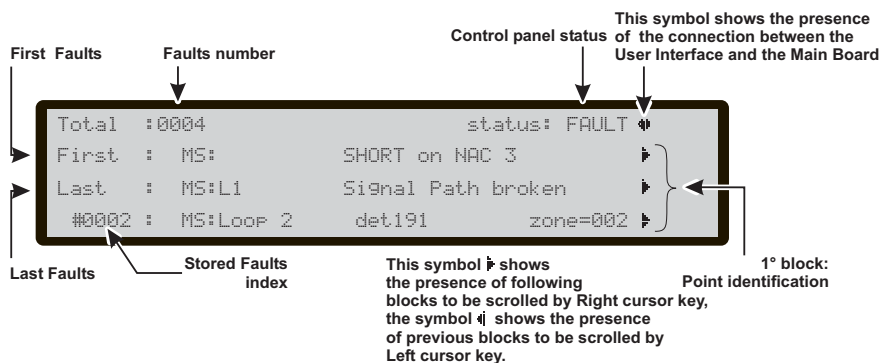 This symbol shows the presence
of the connection between the
User Interface and the Main Board
Control panel status
First Faults
Faults number
Total :0004 status: FAULT
First : MS: SHORT on NAC 3
Last : MS:L1 Signal Path broken
#0002 : MS:Loop 2 det191 zone=002
Last Faults
Stored Faults
index
This symbol shows
the presence of following
blocks to be scrolled by Right cursor key,
the symbol shows the presence
of previous blocks to be scrolled by
Left cursor key.
1° block:
Point identification